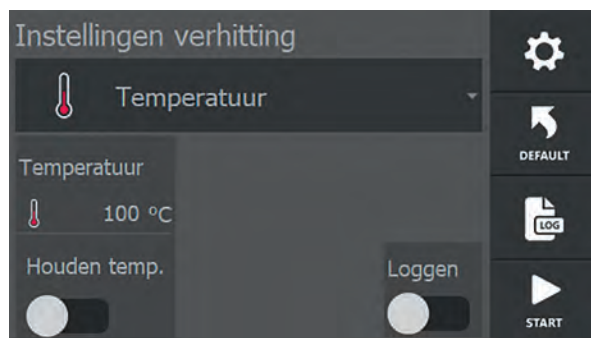 Instellingen verhitting
Temperatuur
DEFAULT
Temperatuur
100 °C
LOG
Houden temp.
Loggen
START